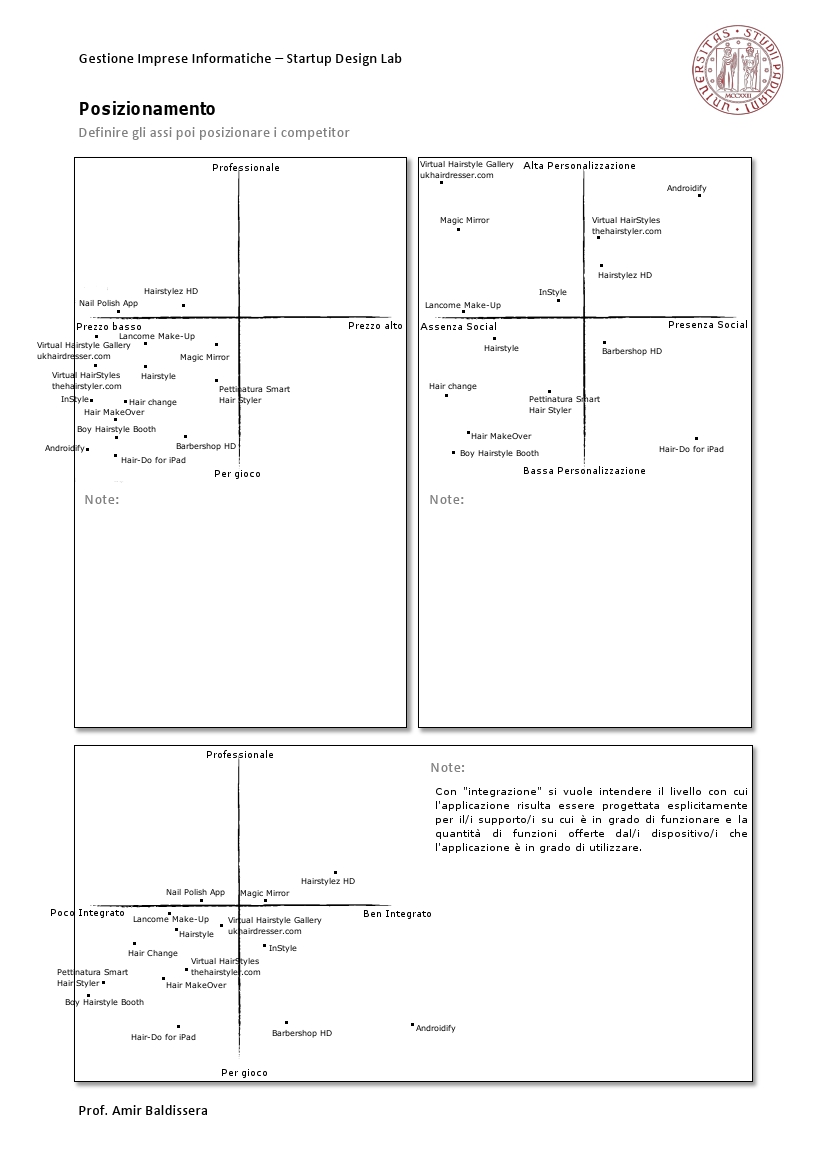 Gestione Imprese Informatiche – Startup Design Lab
UNIVERSITAS STUDII PADUANI
MCCXXII
Posizionamento
Definire gli assi poi posizionare i competitor
Professionale
Hairstylez HD
Nail Polish App
Prezzo basso
Prezzo alto
Lancome Make-Up
Virtual Hairstyle Gallery
ukhairdresser.com
Magic Mirror
Virtual HairStyles
thehairstyler.com
Hairstyle
Pettinatura Smart
Hair Styler
InStyle
Hair change
Hair MakeOver
Boy Hairstyle Booth
Androidify
Barbershop HD
Hair-Do for iPad
Per gioco
Note:
Virtual Hairstyle Gallery
ukhairdresser.com
Alta Personalizzazione
Androidify
Magic Mirror
Virtual HairStyles
thehairstyler.com
Hairstylez HD
InStyle
Lancome Make-Up
Assenza Social
Presenza Social
Hairstyle
Barbershop HD
Hair change
Pettinatura Smart
Hair Styler
Hair MakeOver
Boy Hairstyle Booth
Hair-Do for iPad
Bassa Personalizzazione
Note:
Professionale
Hairstylez HD
Nail Polish App
Magic Mirror
Poco Integrato
Ben Integrato
Lancome Make-Up
Virtual Hairstyle Gallery
ukhairdresser.com
Hairstyle
InStyle
Hair Change
Virtual HairStyles
thehairstyler.com
Pettinatura Smart
Hair Styler
Hair MakeOver
Boy Hairstyle Booth
Hair-Do for iPad
Barbershop HD
Androidify
Per gioco
Note:
Con "integrazione" si vuole intendere il livello con cui
l'applicazione risulta essere progettata esplicitamente
per il/i supporto/i su cui è in grado di funzionare e la
quantità di funzioni offerte dal/i dispositivo/i che
l'applicazione è in grado di utilizzare.
Prof. Amir Baldissera